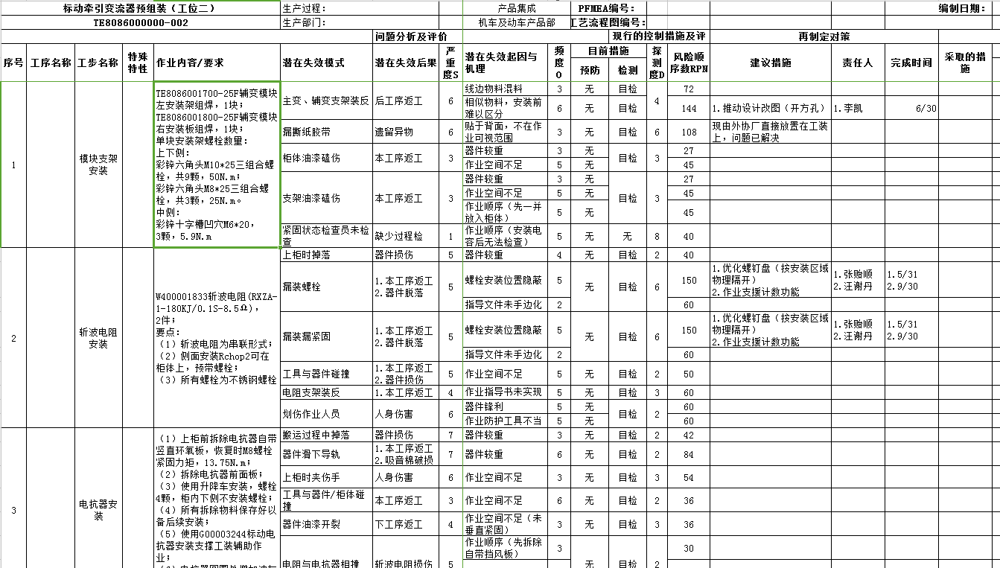 标动牵引变流器预组装（工位二） 生产过程： 产品集成 PFMEA编号： 编制日期：
TE8086000000-002 生产部门： 机车及动车产品部 工艺流程图编号：
问题分析及评价 现行的控制措施及评 再制定对策
序号 工序名称 工步名称 特殊特性 作业内容/要求 潜在失效模式 潜在失效后果 严重度S 潜在失效起因与机理 频度O 目前措施 预防 检测 探测度D 风险顺序数RPN 建议措施 责任人 完成时间 采取的措施
1 模块支架安装
TE8086001700-25F辅变模块
左安装架组焊，1块；
TE8086001800-25F辅变模块
右安装板组焊，1块；
单块安装架螺栓数量：
上下侧：
彩锌六角头M10*25三组合螺
栓，共9颗，50N.m；
彩锌六角头M8*25三组合螺
栓，共3颗，25N.m。
中侧：
彩锌十字槽凹穴M6*20，
3颗，5.9N.m
主变、辅变支架装反 后工序返工 6 线边物料混料 3 无 目检 4 72
相似物料，安装前难以区分 6 无 目检 144 1.推动设计改图（开方孔） 1.李凯 6/30
漏撕纸胶带 遗留异物 6 贴于背面，不在作业可视范围 3 无 目检 6 108 现由外协厂直接放置在工装上，问题已解决
柜体油漆磕伤 本工序返工 3 器件较重 3 无 目检 3 27
作业空间不足 5 无 45
支架油漆磕伤 本工序返工 3 器件较重 3 无 目检 3 27
作业空间不足 5 无 45
作业顺序（先一并放入柜体） 5 无 45
紧固状态检查员未检查 缺少过程检 1 作业顺序（安装电容后无法检查） 5 无 无 8 40
2 斩波电阻安装
W400001833斩波电阻(RXZA-
1-180KJ/0.1S-8.5Ω)，
2件；
要点：
（1）斩波电阻为串联形式；
（2）侧面安装Rchop2可在
柜体上，预带螺栓；
（3）所有螺栓为不锈钢螺栓
上柜时掉落 器件损伤 5 器件较重 4 无 目检 2 40
漏装螺栓 1.本工序返工 2.器件脱落 5 螺栓安装位置隐蔽 5 无 目检 6 150 1.优化螺钉盘（按安装区域物理隔开） 2.作业支援计数功能 1.张贻顺 2.汪谢丹 1.5/31 2.9/30
指导文件未手边化 2 60
漏装漏紧固 1.本工序返工 2.器件脱落 5 螺栓安装位置隐蔽 5 无 目检 6 150 1.优化螺钉盘（按安装区域物理隔开） 2.作业支援计数功能 1.张贻顺 2.汪谢丹 1.5/31 2.9/30
指导文件未手边化 2 60
工具与器件碰撞 1.本工序返工 2.器件损伤 5 作业空间不足 5 无 目检 2 50
电阻支架装反 1.本工序返工 4 作业指导书未实现 5 无 目检 3 60
划伤作业人员 人身伤害 6 器件锋利 5 无 目检 2 60
作业防护工具不当 5 无 60
3 电抗器安装
（1）上柜前拆除电抗器自带
竖直环氧板，恢复时M8螺栓
紧固力矩，13.75N.m；
（2）拆除电抗器前面板；
（3）使用升降车安装，螺栓
4颗，柜内下侧不安装螺栓；
（4）所有拆除物料保存好以
备后续安装；
（5）使用G00003244标动电
抗器安装支撑工装辅助作
业；
搬运过程中掉落 器件损伤 7 器件较重 3 无 目检 2 42
器件滑下导轨 1.本工序返工 2.吸音棉破损 7 器件较重 6 无 目检 2 84
上柜时夹伤手 人身伤害 6 作业空间不足 3 无 目检 3 54
工具与器件/柜体碰撞 本工序返工 3 作业空间不足 6 无 目检 2 36
器件油漆开裂 下工序返工 4 作业空间不足（未垂直紧固） 3 无 目检 3 36
电阻与电抗器相撞 斩波电阻损伤 5 作业顺序（先拆除自带挡风板） 3 无 目检 2 30